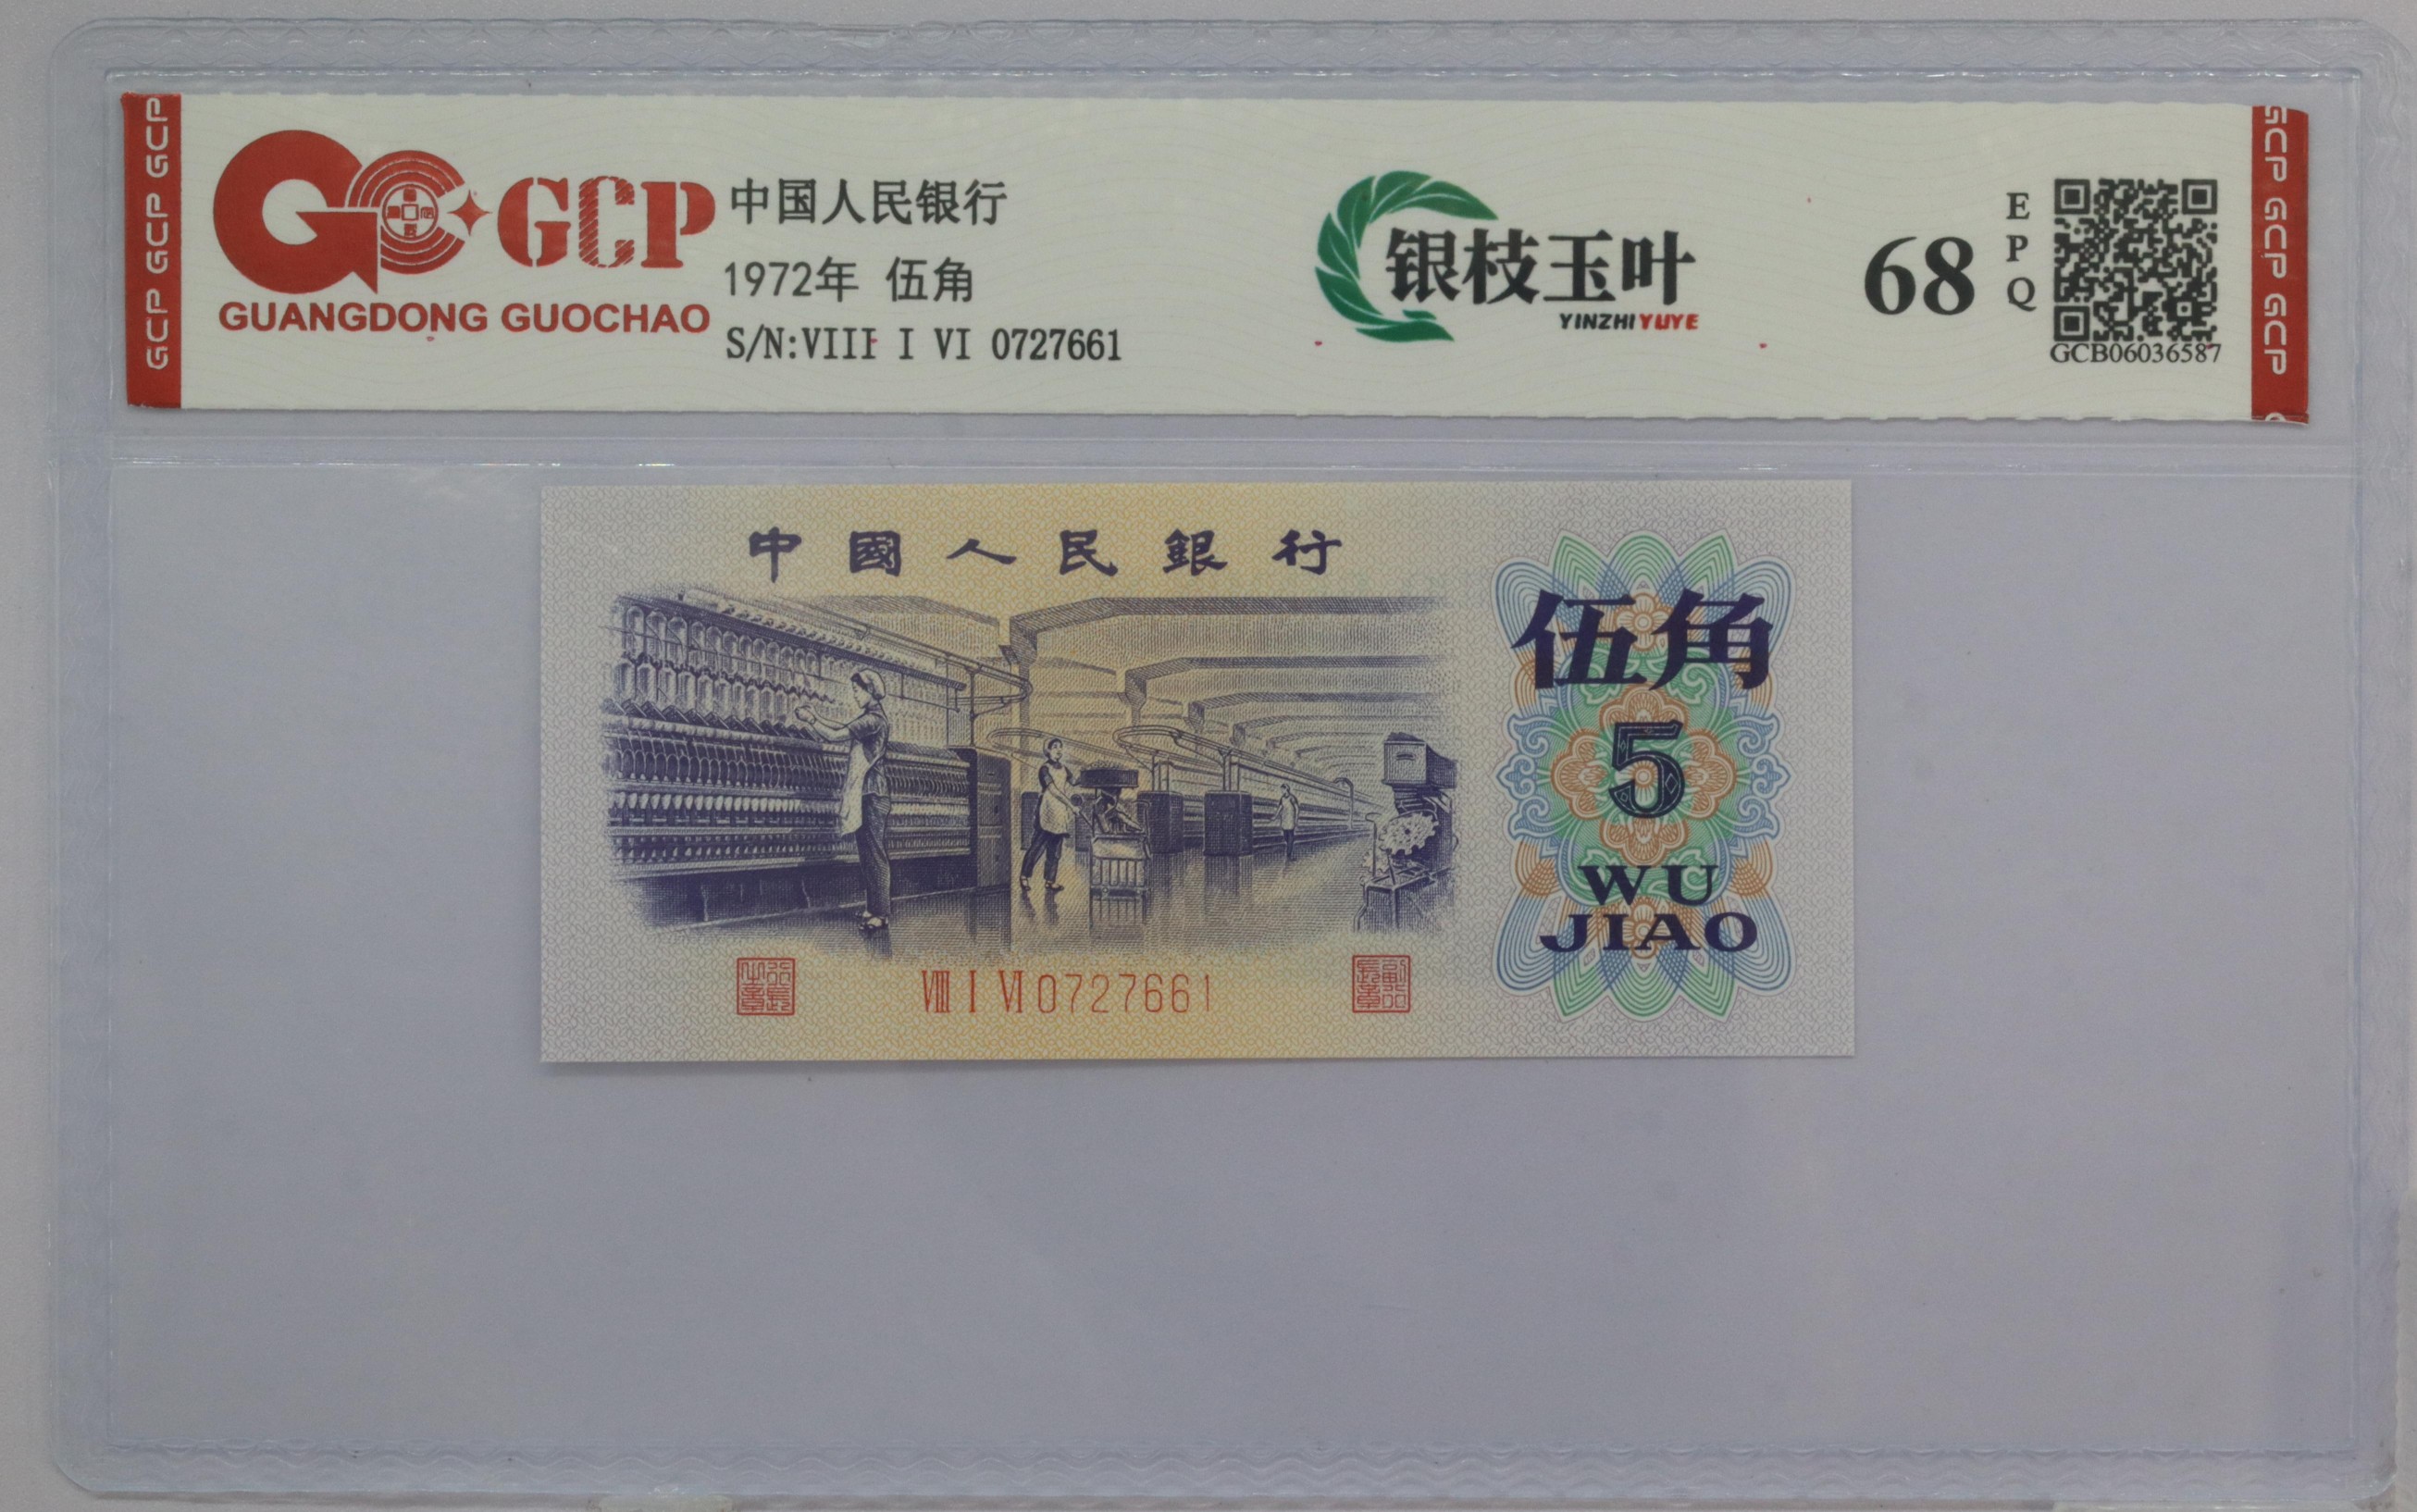 GCP GCP GCP
GCP
GUANGDONG GUOCHAO
中国人民银行
1972年 伍角
S/N:VIII I VI 0727661
银枝玉叶
YINZHIYUYE
68
EPQ
GCB06036587
GCP GCP GCP
中國人民銀行
伍角
5
WU
JIAO
VIII I VI 0727661